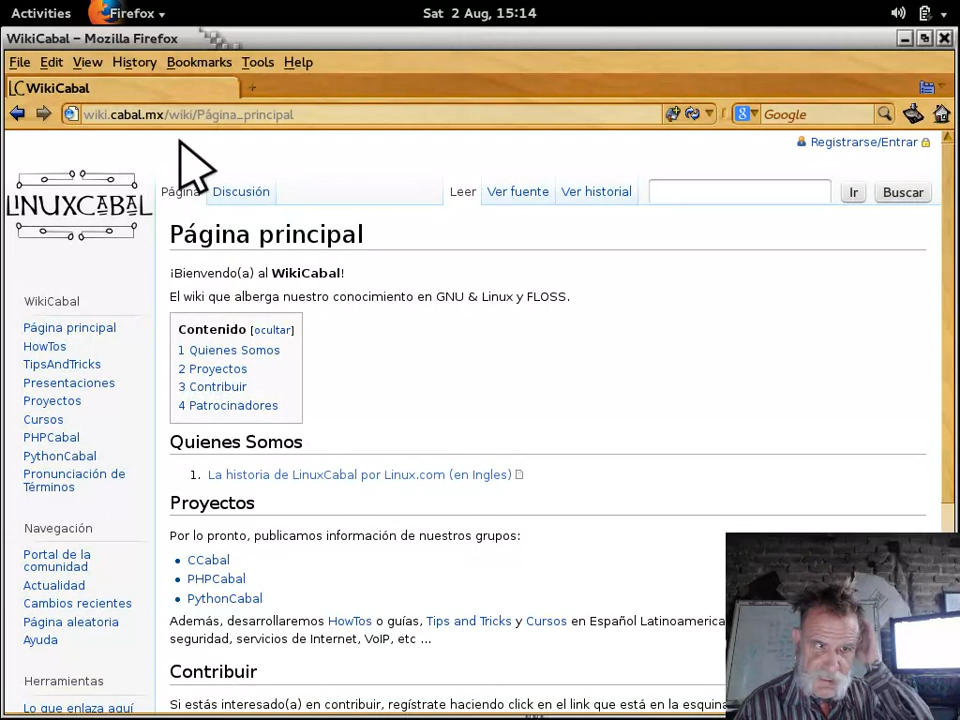 Activities Firefox Sat 2 Aug, 15:14
WikiCabal – Mozilla Firefox
File Edit View History Bookmarks Tools Help
WikiCabal
wiki.cabal.mx/wiki/Página_principal Google
Registrarse/Entrar
LINUXCABAL
Página Discusión Leer Ver fuente Ver historial Ir Buscar
Página principal
¡Bienvenido(a) al WikiCabal!
El wiki que alberga nuestro conocimiento en GNU & Linux y FLOSS.
Contenido [ocultar]
1 Quienes Somos
2 Proyectos
3 Contribuir
4 Patrocinadores
Quienes Somos
1. La historia de LinuxCabal por Linux.com (en Ingles)
Proyectos
Por lo pronto, publicamos información de nuestros grupos:
CCabal
PHPCabal
PythonCabal
Además, desarrollaremos HowTos o guías, Tips and Tricks y Cursos en Español Latinoamerica
seguridad, servicios de Internet, VoIP, etc ...
Contribuir
Si estás interesado(a) en contribuir, regístrate haciendo click en el link que está en la esquina
WikiCabal
Página principal
HowTos
TipsAndTricks
Presentaciones
Proyectos
Cursos
PHPCabal
PythonCabal
Pronunciación de
Términos
Navegación
Portal de la
comunidad
Actualidad
Cambios recientes
Página aleatoria
Ayuda
Herramientas
Lo que enlaza aquí